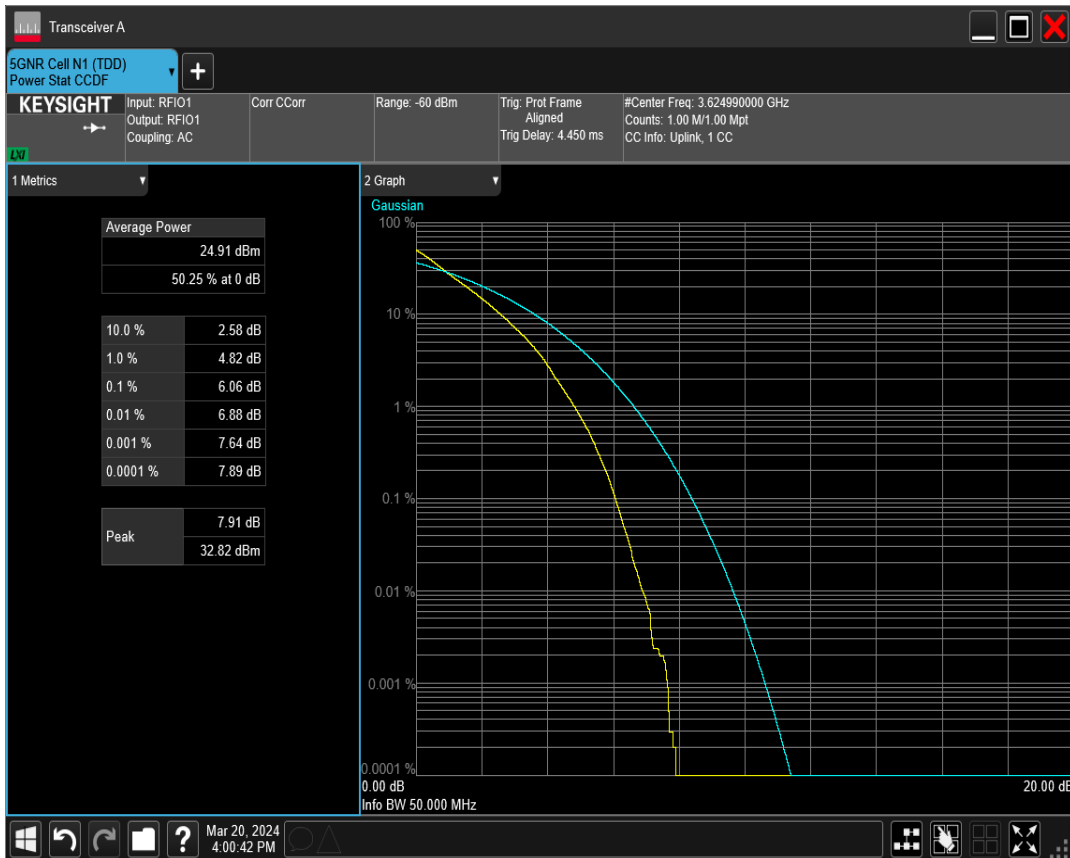 Transceiver A
5GNR Cell N1 (TDD)
Power Stat CCDF
KEYSIGHT
LXI
Input: RFIO1
Output: RFIO1
Coupling: AC
Corr CCorr
Range: -60 dBm
Trig: Prot Frame
Aligned
Trig Delay: 4.450 ms
#Center Freq: 3.624990000 GHz
Counts: 1.00 M/1.00 Mpt
CC Info: Uplink, 1 CC
1 Metrics
Average Power
24.91 dBm
50.25 % at 0 dB
10.0 % 2.58 dB
1.0 % 4.82 dB
0.1 % 6.06 dB
0.01 % 6.88 dB
0.001 % 7.64 dB
0.0001 % 7.89 dB
Peak
7.91 dB
32.82 dBm
2 Graph
Gaussian
100 %
10 %
1 %
0.1 %
0.01 %
0.001 %
0.0001 %
0.00 dB
20.00 dB
Info BW 50.000 MHz
?
Mar 20, 2024
4:00:42 PM